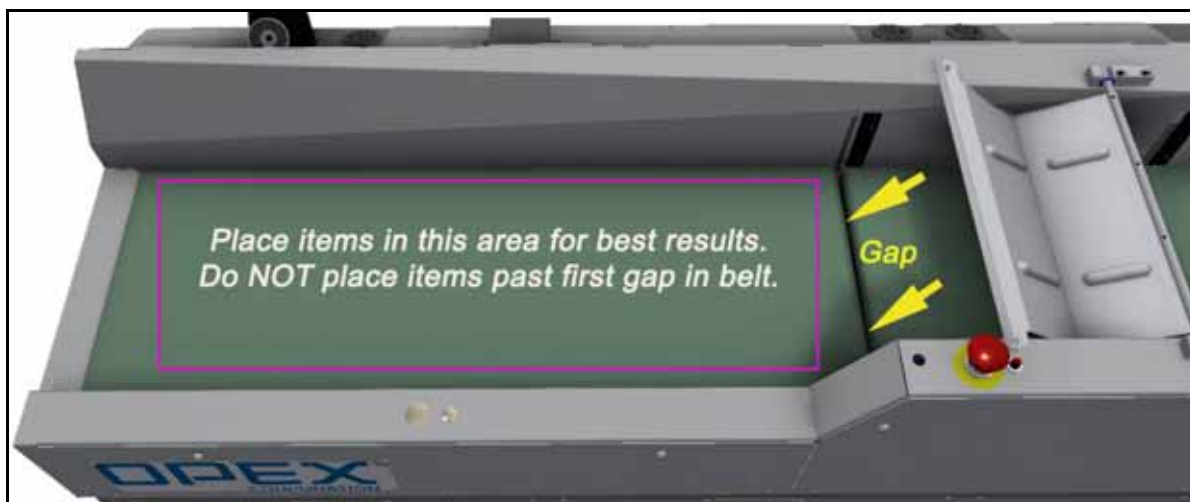 Place items in this area for best results.
Do NOT place items past first gap in belt.
Gap
OPEX
CORPORATION